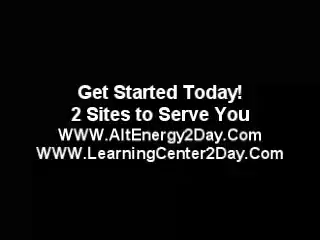 Get Started Today!
2 Sites to Serve You
WWW.AltEnergy2Day.Com
WWW.LearningCenter2Day.Com